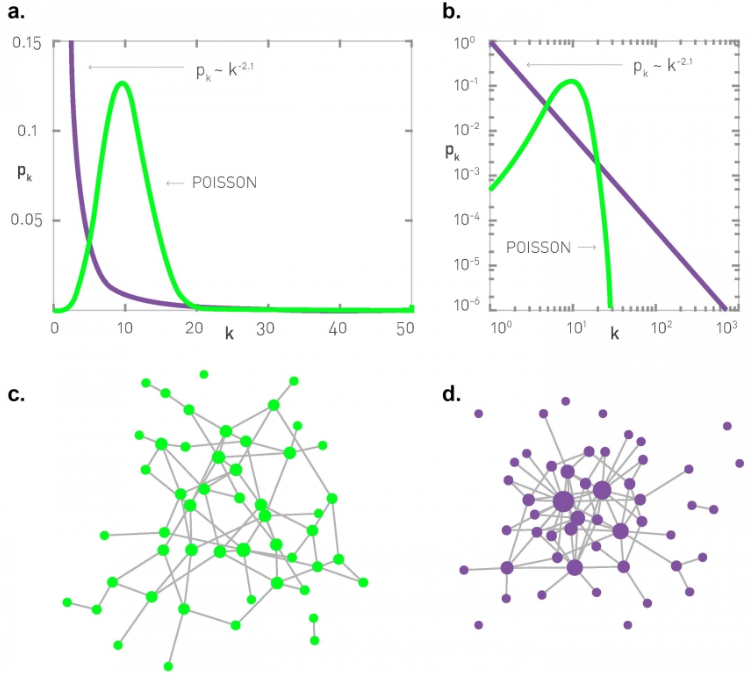 a.
0.15
p_k ~ k^-2.1
0.1
p_k
← POISSON
0.05
0 10 20 30 40 50
k
b.
10^0
p_k ~ k^-2.1
10^-1
10^-2
p_k
10^-3
10^-4
POISSON →
10^-5
10^-6
10^0 10^1 10^2 10^3
k
c.
d.